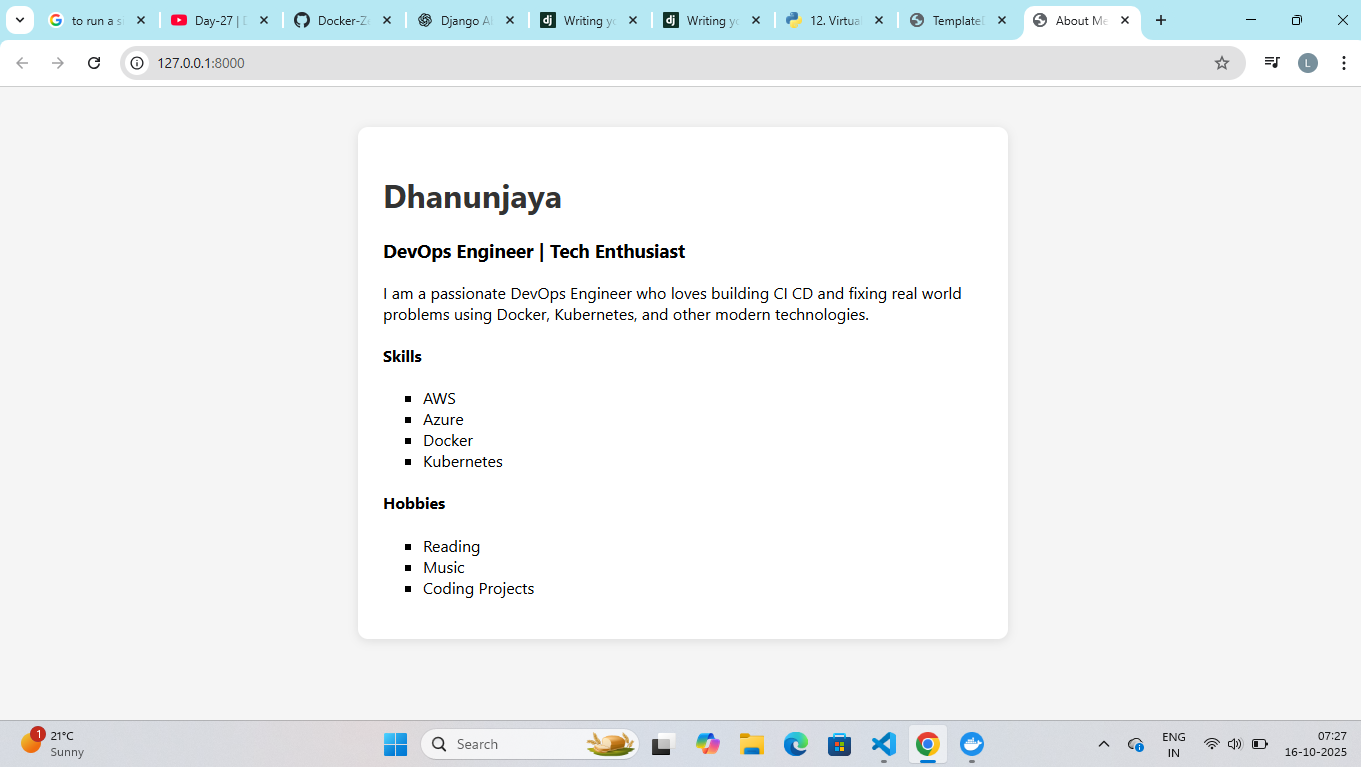 to run a s
Day-27 | D
Docker-Ze
Django Al
Writing yo
Writing yo
12. Virtual
Template
About Me
127.0.0.1:8000
L
Dhanunjaya
DevOps Engineer | Tech Enthusiast
I am a passionate DevOps Engineer who loves building CI CD and fixing real world
problems using Docker, Kubernetes, and other modern technologies.
Skills
AWS
Azure
Docker
Kubernetes
Hobbies
Reading
Music
Coding Projects
1
21°C
Sunny
Search
ENG
IN
07:27
16-10-2025